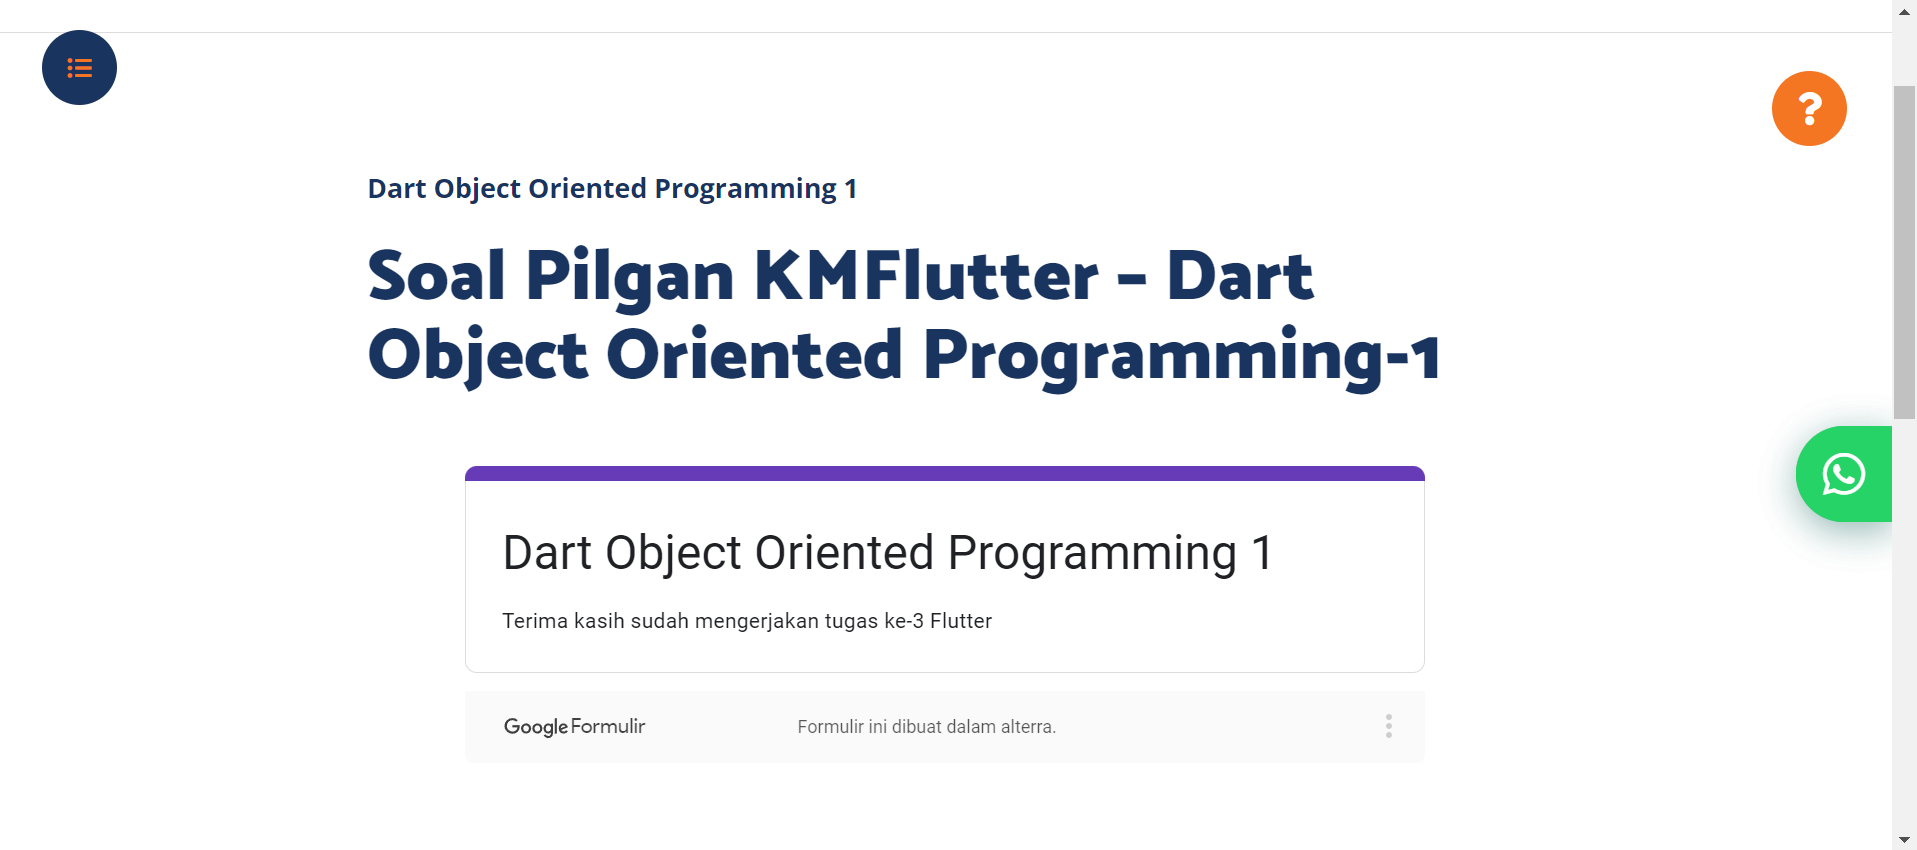 Dart Object Oriented Programming 1
Soal Pilgan KMFlutter – Dart
Object Oriented Programming-1
Dart Object Oriented Programming 1
Terima kasih sudah mengerjakan tugas ke-3 Flutter
Google Formulir
Formulir ini dibuat dalam alterra.